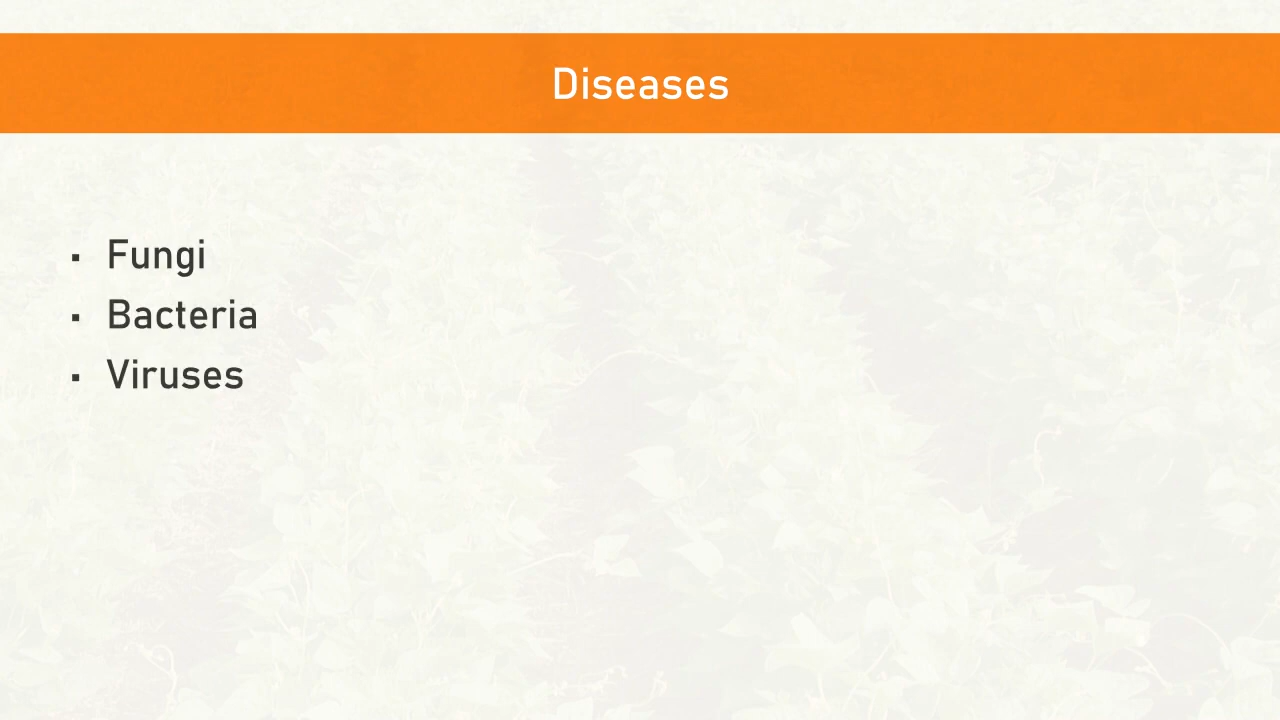 Diseases
▪ Fungi
▪ Bacteria
▪ Viruses